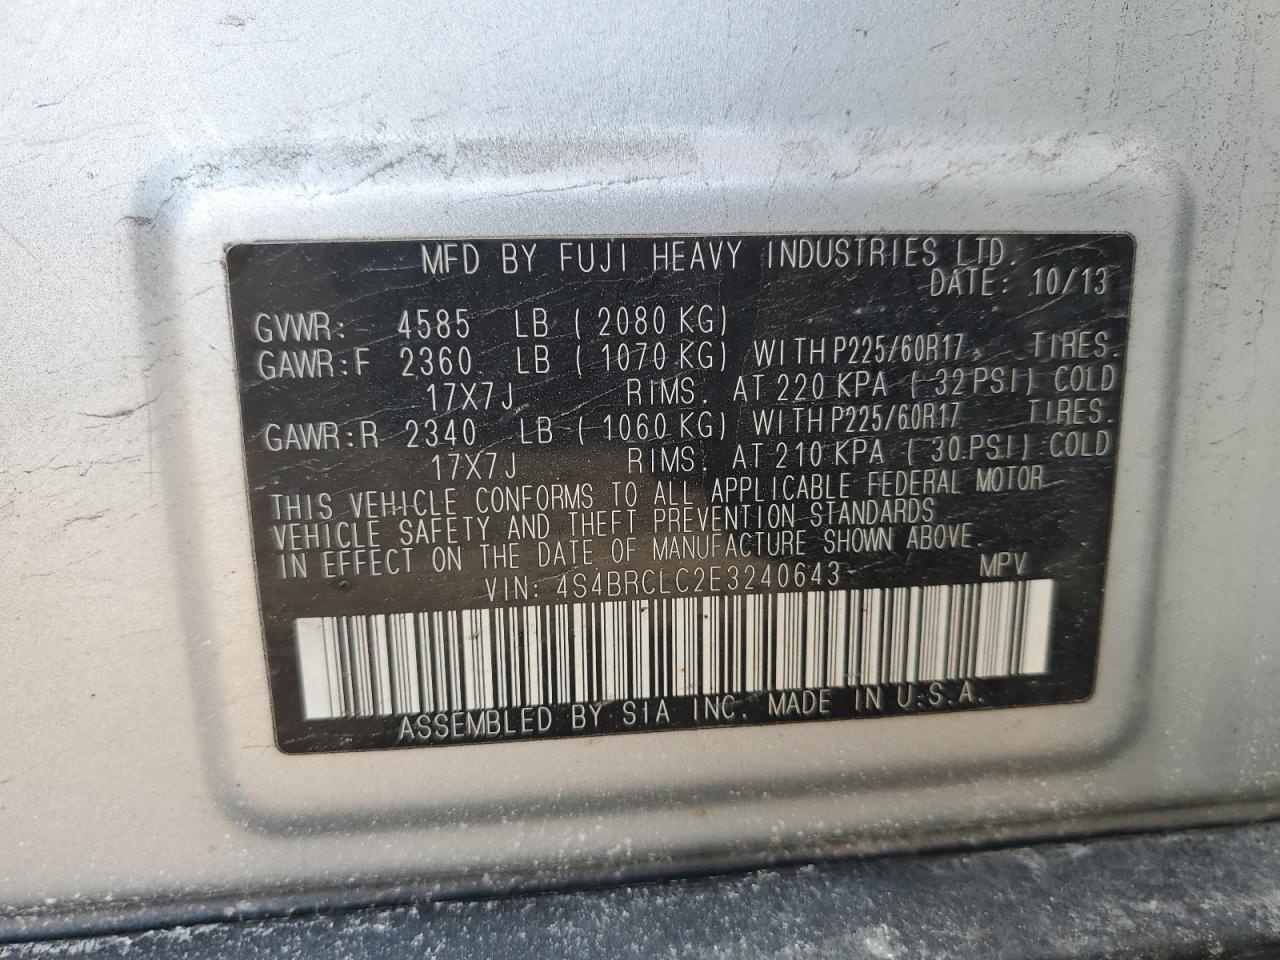 MFD BY FUJI HEAVY INDUSTRIES LTD.
DATE: 10/13
GVWR: 4585 LB ( 2080 KG)
GAWR:F 2360 LB ( 1070 KG) WITH P225/60R17 TIRES.
17X7J RIMS. AT 220 KPA ( 32 PSI) COLD
GAWR:R 2340 LB ( 1060 KG) WITH P225/60R17 TIRES.
17X7J RIMS. AT 210 KPA ( 30 PSI) COLD
THIS VEHICLE CONFORMS TO ALL APPLICABLE FEDERAL MOTOR
VEHICLE SAFETY AND THEFT PREVENTION STANDARDS
IN EFFECT ON THE DATE OF MANUFACTURE SHOWN ABOVE
VIN: 4S4BRCLC2E3240643 MPV
ASSEMBLED BY SIA INC. MADE IN U.S.A.